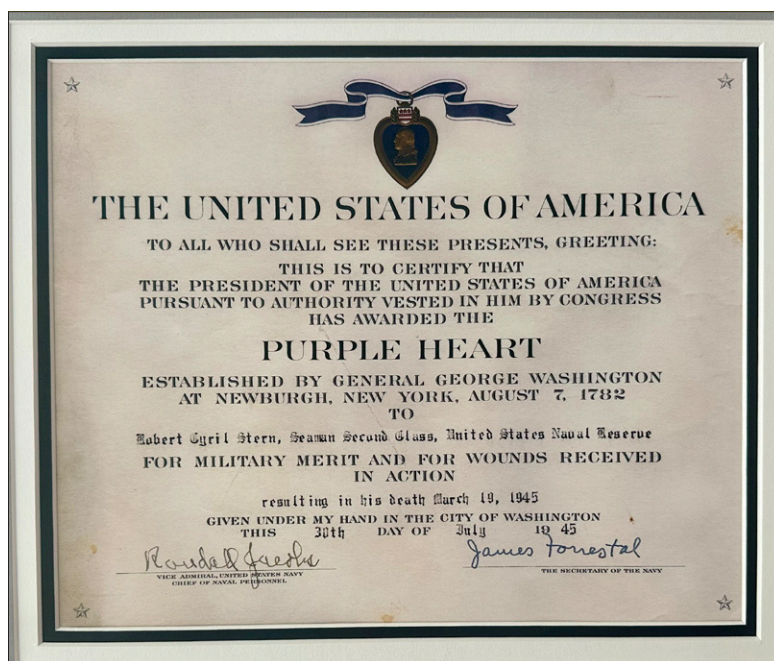 THE UNITED STATES OF AMERICA
TO ALL WHO SHALL SEE THESE PRESENTS, GREETING:
THIS IS TO CERTIFY THAT
THE PRESIDENT OF THE UNITED STATES OF AMERICA
PURSUANT TO AUTHORITY VESTED IN HIM BY CONGRESS
HAS AWARDED THE
PURPLE HEART
ESTABLISHED BY GENERAL GEORGE WASHINGTON
AT NEWBURGH, NEW YORK, AUGUST 7, 1782
TO
Robert Cyril Stern, Seaman Second Class, United States Naval Reserve
FOR MILITARY MERIT AND FOR WOUNDS RECEIVED
IN ACTION
resulting in his death March 19, 1945
GIVEN UNDER MY HAND IN THE CITY OF WASHINGTON
THIS 30th DAY OF July 1945
Randall Jacobs James Forrestal
VICE ADMIRAL, UNITED STATES NAVY THE SECRETARY OF THE NAVY
CHIEF OF NAVAL PERSONNEL